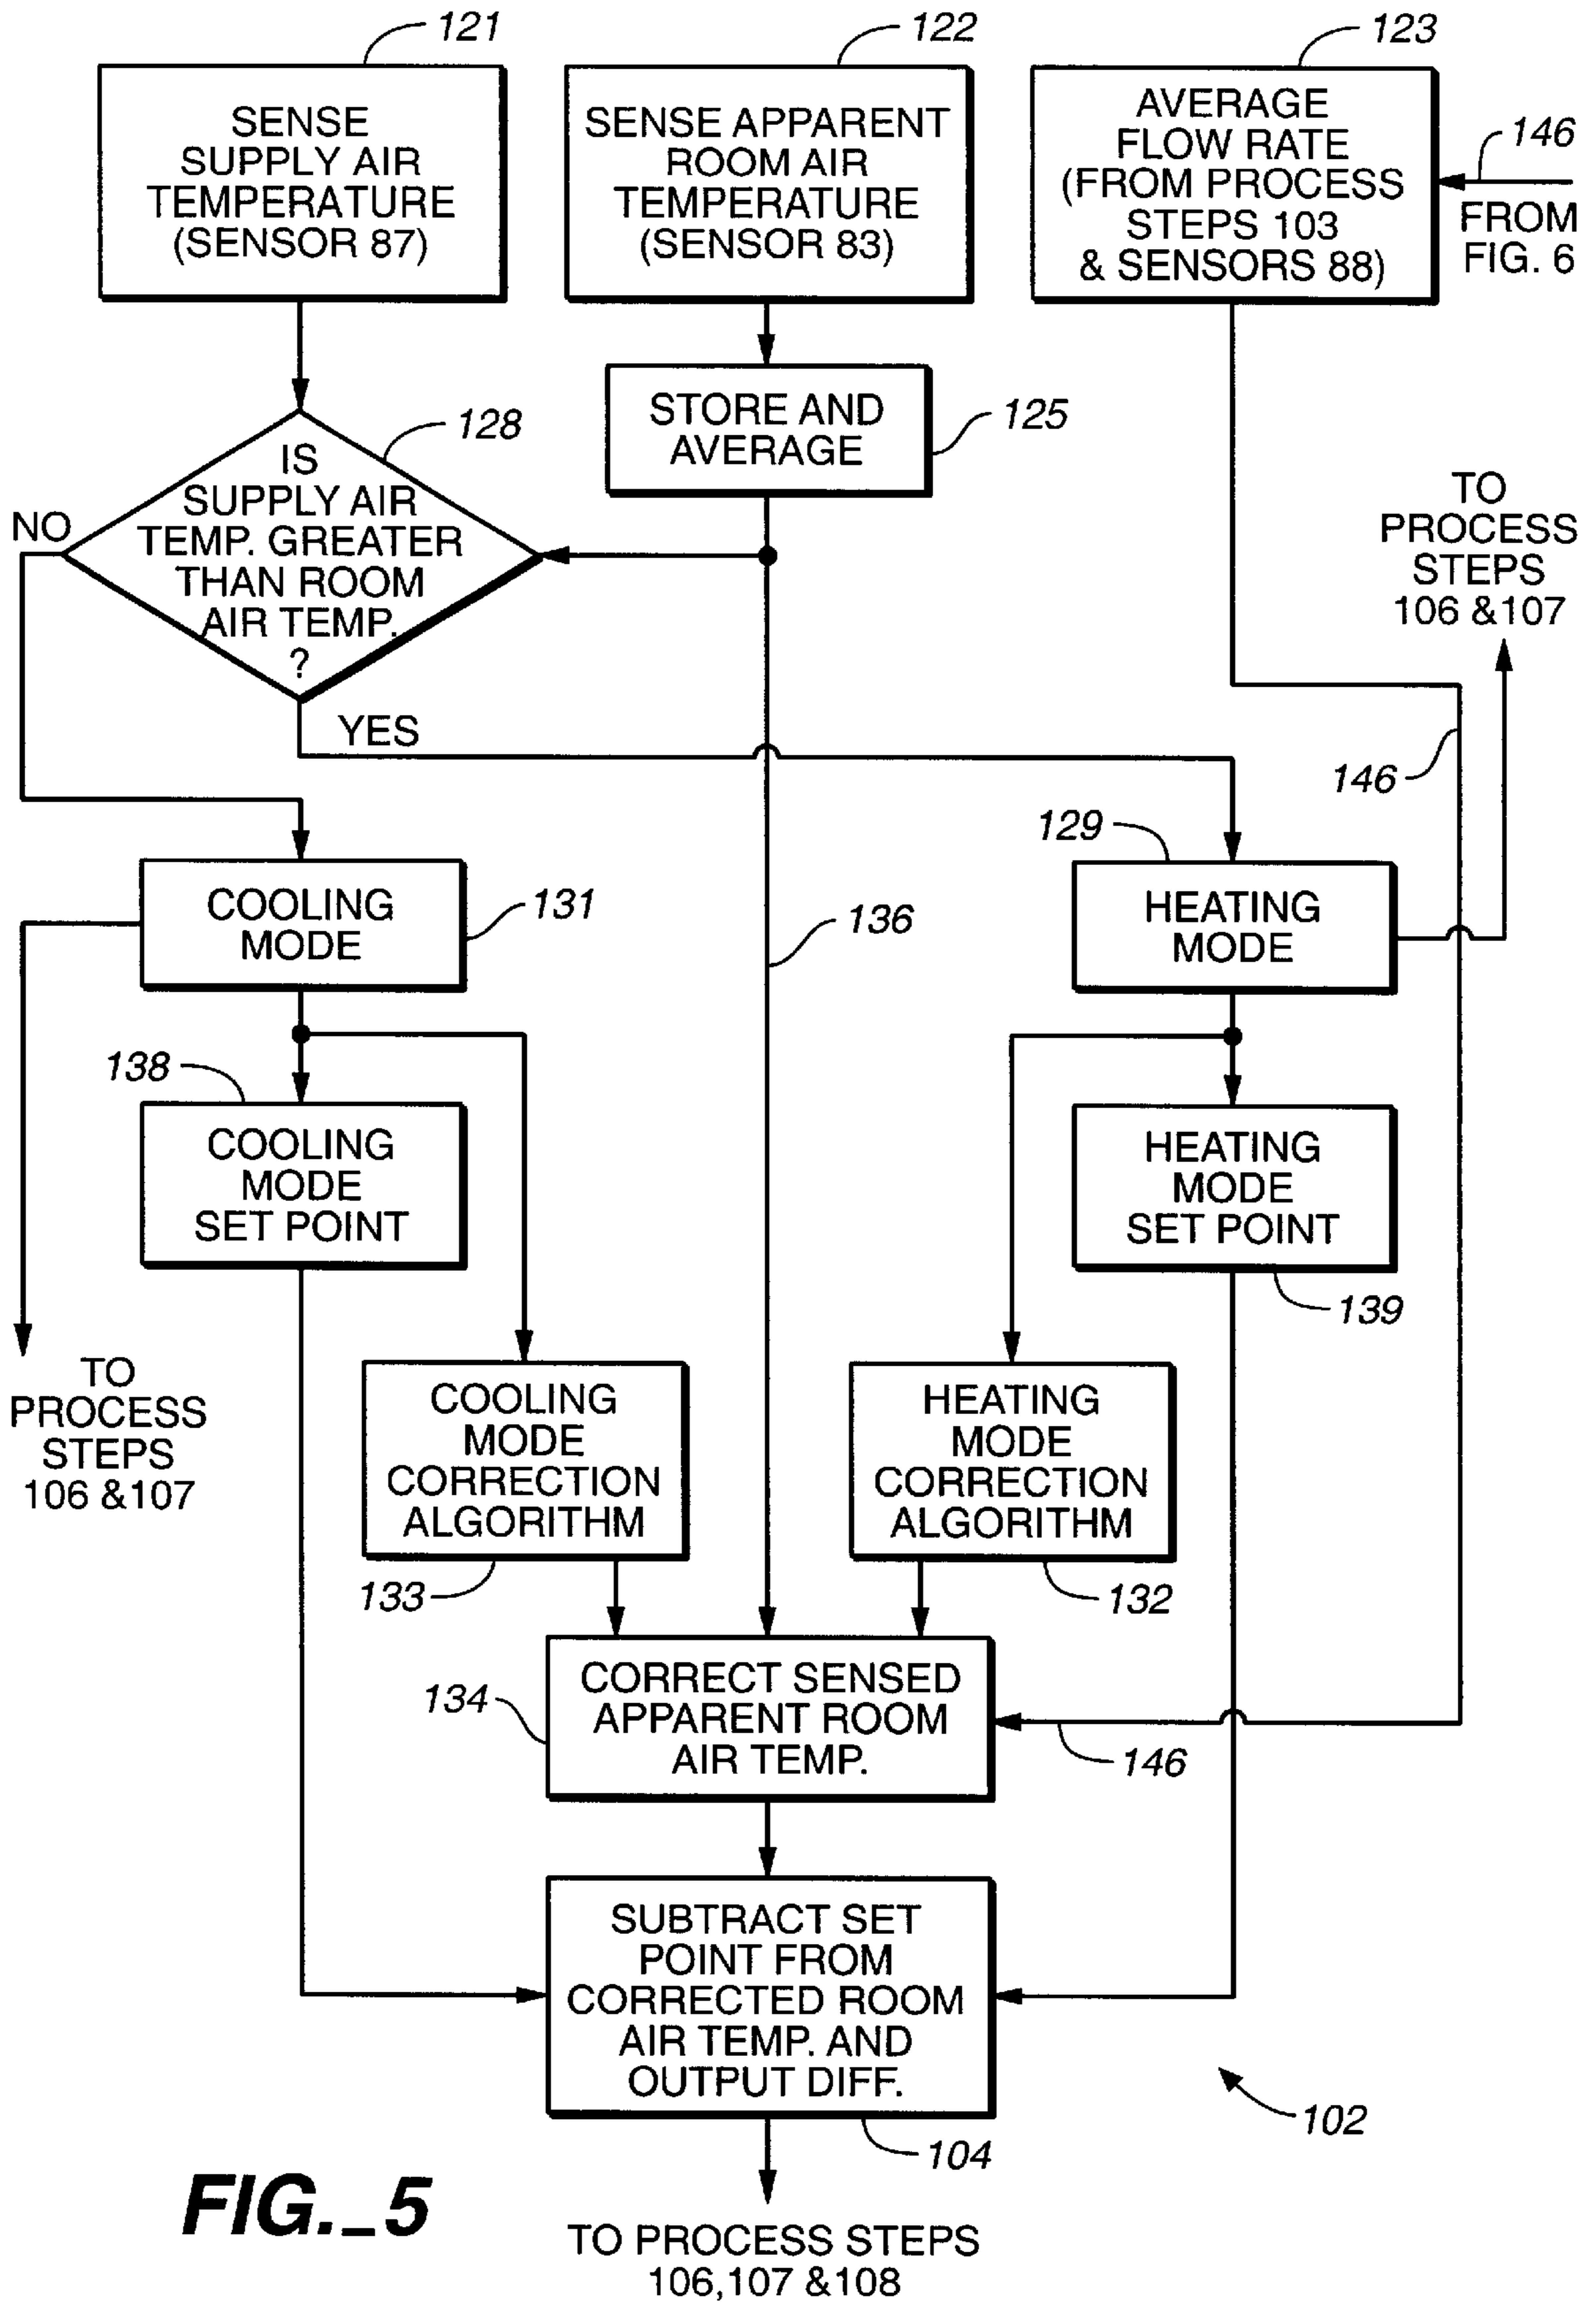 121
SENSE
SUPPLY AIR
TEMPERATURE
(SENSOR 87)
122
SENSE APPARENT
ROOM AIR
TEMPERATURE
(SENSOR 83)
123
AVERAGE
FLOW RATE
(FROM PROCESS
STEPS 103
& SENSORS 88)
146
FROM
FIG. 6
STORE AND
AVERAGE
125
128
IS
SUPPLY AIR
TEMP. GREATER
THAN ROOM
AIR TEMP.
?
NO
YES
TO
PROCESS
STEPS
106 &107
146
129
HEATING
MODE
COOLING
MODE
131
136
138
COOLING
MODE
SET POINT
HEATING
MODE
SET POINT
139
TO
PROCESS
STEPS
106 &107
COOLING
MODE
CORRECTION
ALGORITHM
133
HEATING
MODE
CORRECTION
ALGORITHM
132
134
CORRECT SENSED
APPARENT ROOM
AIR TEMP.
146
SUBTRACT SET
POINT FROM
CORRECTED ROOM
AIR TEMP. AND
OUTPUT DIFF.
104
102
FIG._5
TO PROCESS STEPS
106,107 &108